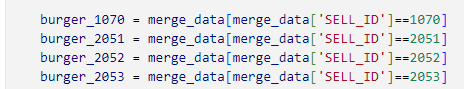 burger_1070 = merge_data[merge_data['SELL_ID']==1070]
burger_2051 = merge_data[merge_data['SELL_ID']==2051]
burger_2052 = merge_data[merge_data['SELL_ID']==2052]
burger_2053 = merge_data[merge_data['SELL_ID']==2053]